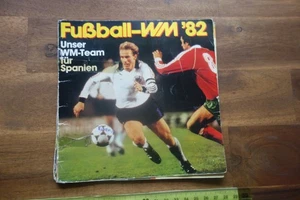 Fußball-WM '82
Unser
WM-Team
für
Spanien